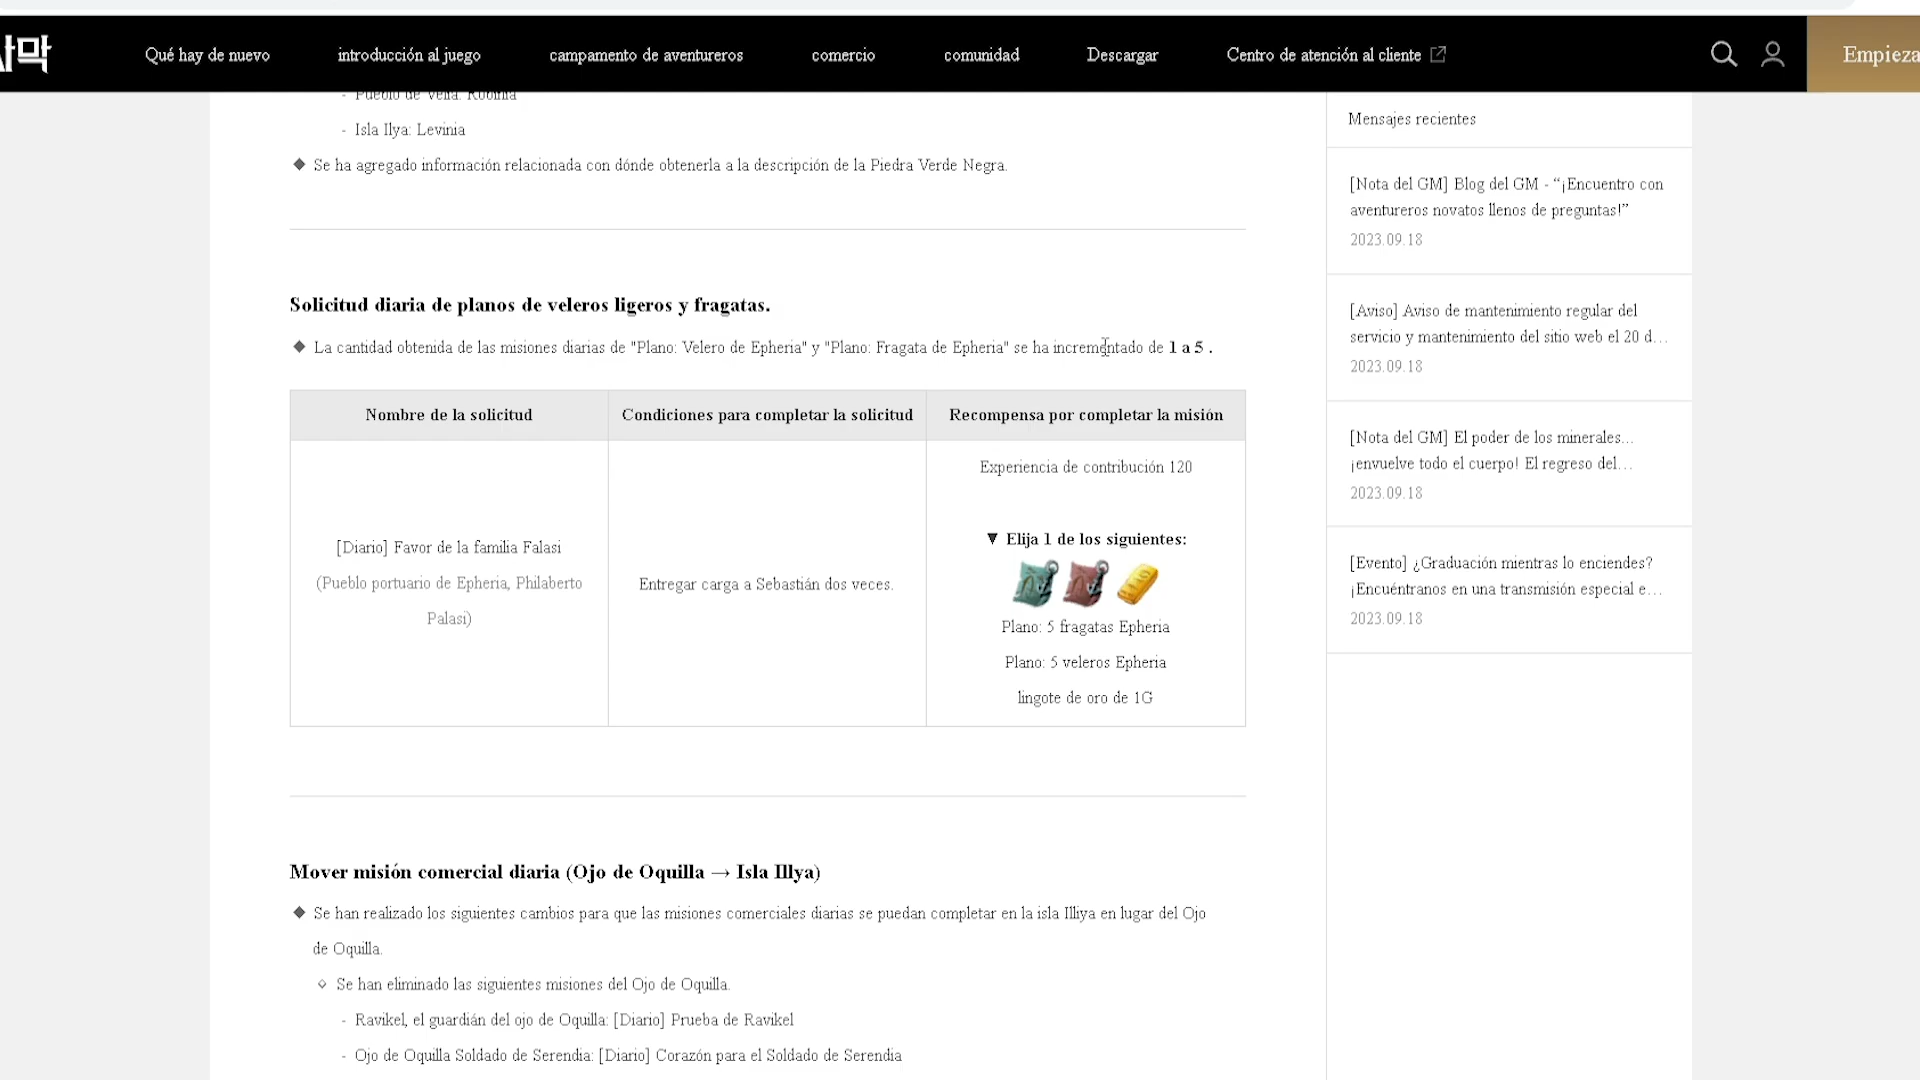 사막
Qué hay de nuevo
introducción al juego
campamento de aventureros
comercio
comunidad
Descargar
Centro de atención al cliente
Empieza
- Pueblo de Velia: Robinia
- Isla Ilya: Levinia
◆ Se ha agregado información relacionada con dónde obtenerla a la descripción de la Piedra Verde Negra.
Solicitud diaria de planos de veleros ligeros y fragatas.
◆ La cantidad obtenida de las misiones diarias de "Plano: Velero de Epheria" y "Plano: Fragata de Epheria" se ha incrementado de 1 a 5 .
Nombre de la solicitud
Condiciones para completar la solicitud
Recompensa por completar la misión
[Diario] Favor de la familia Falasi
(Pueblo portuario de Epheria, Philaberto
Palasi)
Entregar carga a Sebastián dos veces.
Experiencia de contribución 120
▼ Elija 1 de los siguientes:
Plano: 5 fragatas Epheria
Plano: 5 veleros Epheria
lingote de oro de 1G
Mover misión comercial diaria (Ojo de Oquilla → Isla Illya)
◆ Se han realizado los siguientes cambios para que las misiones comerciales diarias se puedan completar en la isla Illiya en lugar del Ojo
de Oquilla.
◇ Se han eliminado las siguientes misiones del Ojo de Oquilla.
- Ravikel, el guardián del ojo de Oquilla: [Diario] Prueba de Ravikel
- Ojo de Oquilla Soldado de Serendia: [Diario] Corazón para el Soldado de Serendia
Mensajes recientes
[Nota del GM] Blog del GM - “¡Encuentro con
aventureros novatos llenos de preguntas!”
2023.09.18
[Aviso] Aviso de mantenimiento regular del
servicio y mantenimiento del sitio web el 20 d...
2023.09.18
[Nota del GM] El poder de los minerales...
¡envuelve todo el cuerpo! El regreso del...
2023.09.18
[Evento] ¿Graduación mientras lo enciendes?
¡Encuéntranos en una transmisión especial e...
2023.09.18